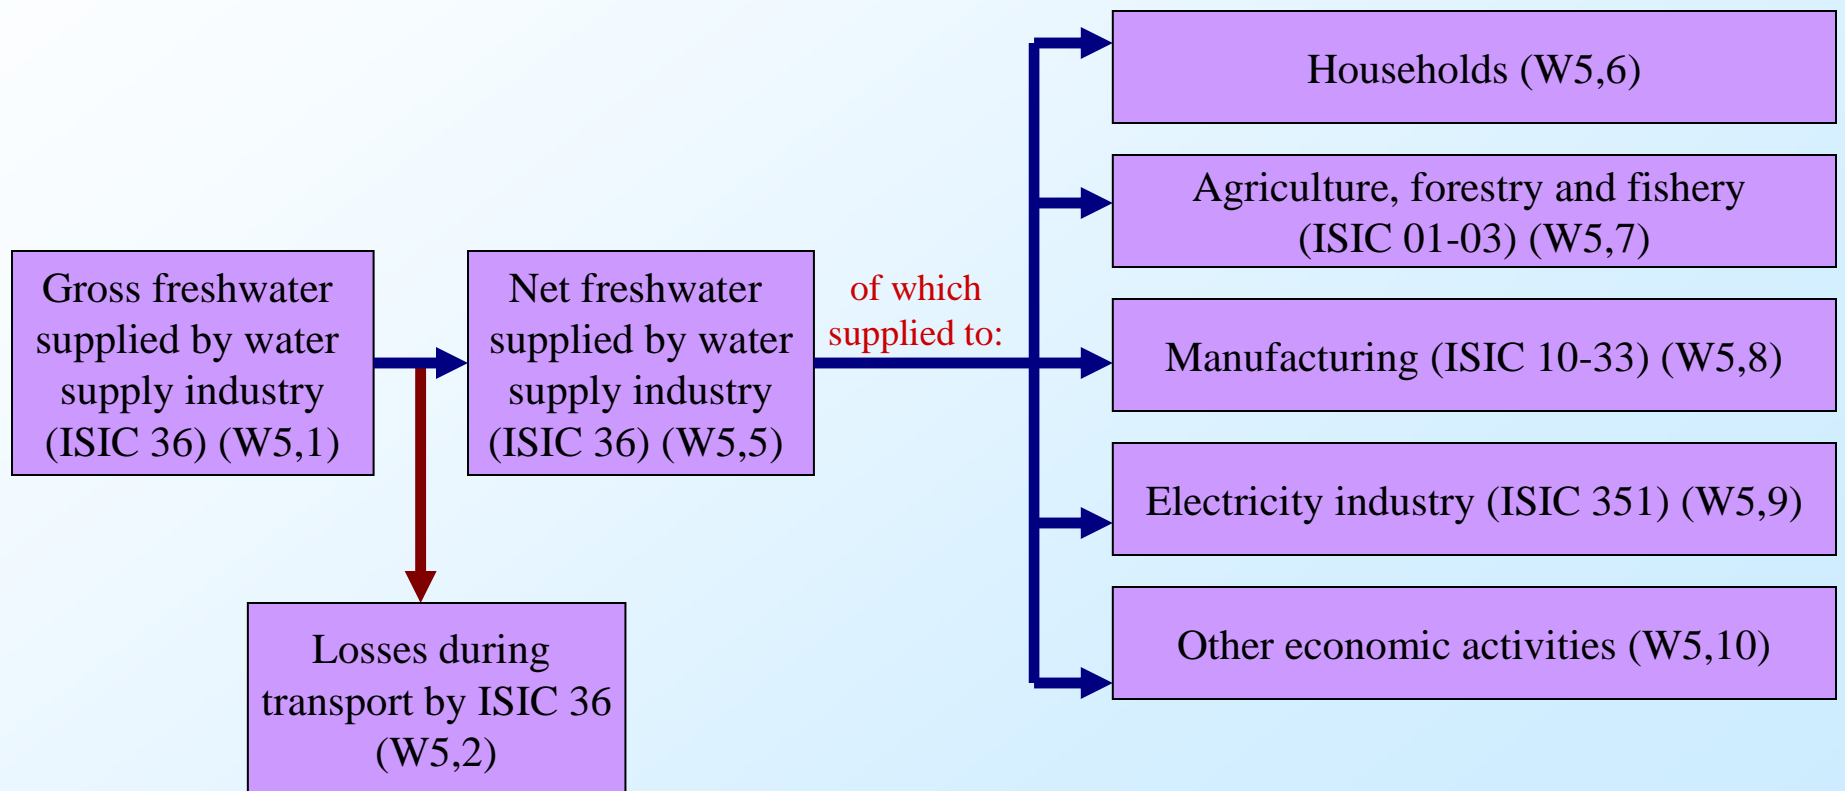 Gross freshwater
supplied by water
supply industry
(ISIC 36) (W5,1)
Losses during
transport by ISIC 36
(W5,2)
Net freshwater
supplied by water
supply industry
(ISIC 36) (W5,5)
of which
supplied to:
Households (W5,6)
Agriculture, forestry and fishery
(ISIC 01-03) (W5,7)
Manufacturing (ISIC 10-33) (W5,8)
Electricity industry (ISIC 351) (W5,9)
Other economic activities (W5,10)